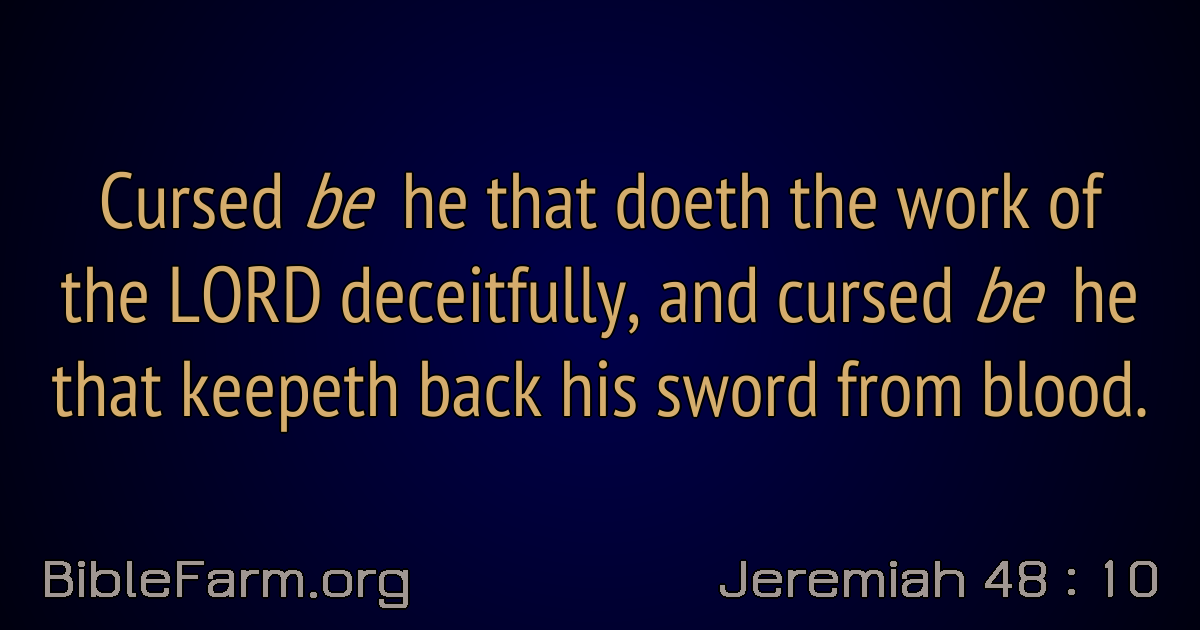 Cursed be he that doeth the work of
the LORD deceitfully, and cursed be he
that keepeth back his sword from blood.
BibleFarm.org
Jeremiah 48 : 10